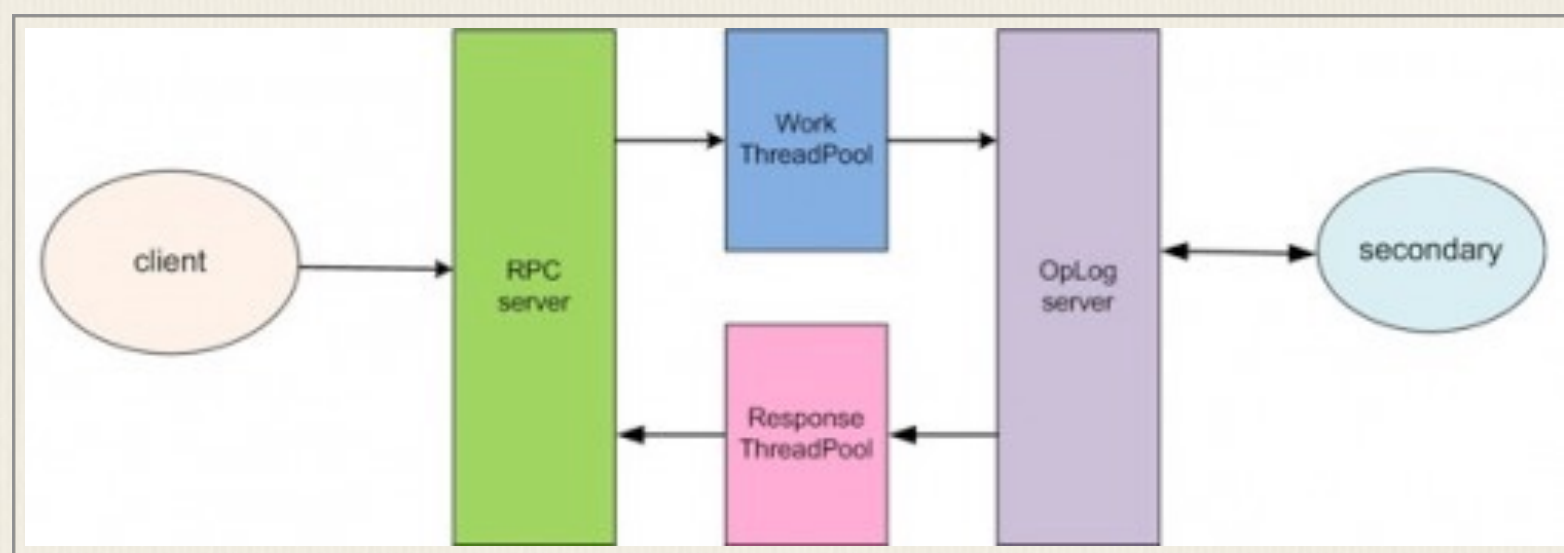 client
RPC
server
Work
ThreadPool
Response
ThreadPool
OpLog
server
secondary